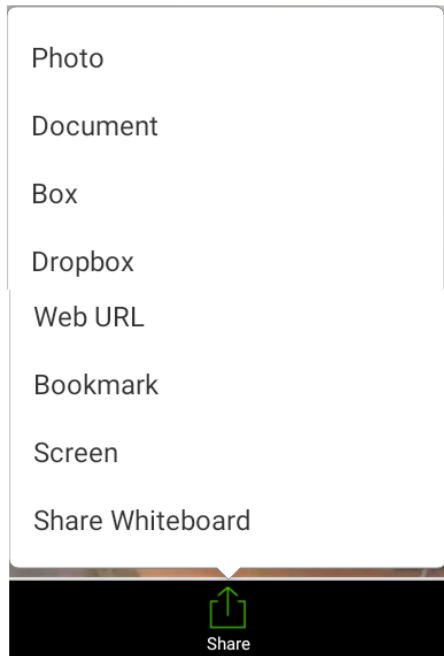 Photo
Document
Box
Dropbox
Web URL
Bookmark
Screen
Share Whiteboard
Share